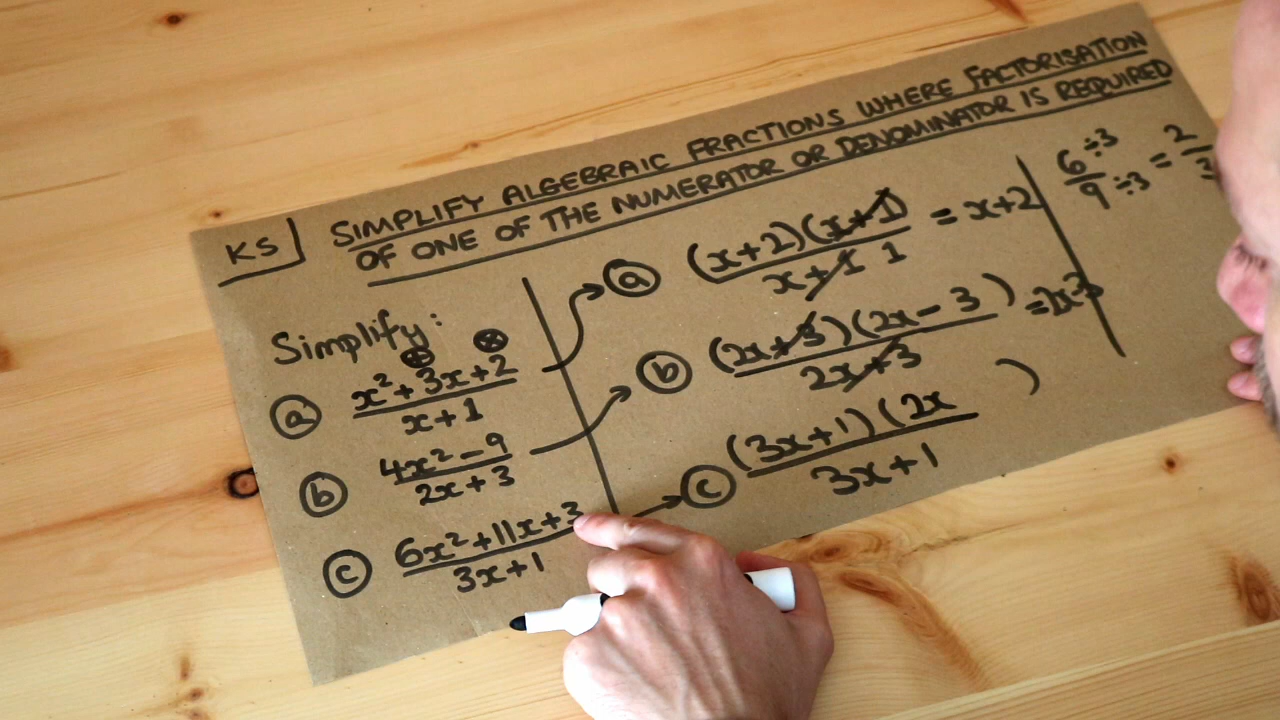 KS
SIMPLIFY ALGEBRAIC FRACTIONS WHERE FACTORISATION
OF ONE OF THE NUMERATOR OR DENOMINATOR IS REQUIRED
Simplify:
⊕ ⊗
a x² + 3x + 2
x + 1
b 4x² - 9
2x + 3
c 6x² + 11x + 3
3x + 1
a (x+2)(x+1) = x+2
x+1 1
b (2x+3)(2x-3) = 2x-3
2x+3
c (3x+1)(2x )
3x+1
6 ÷3 = 2
9 ÷3 3